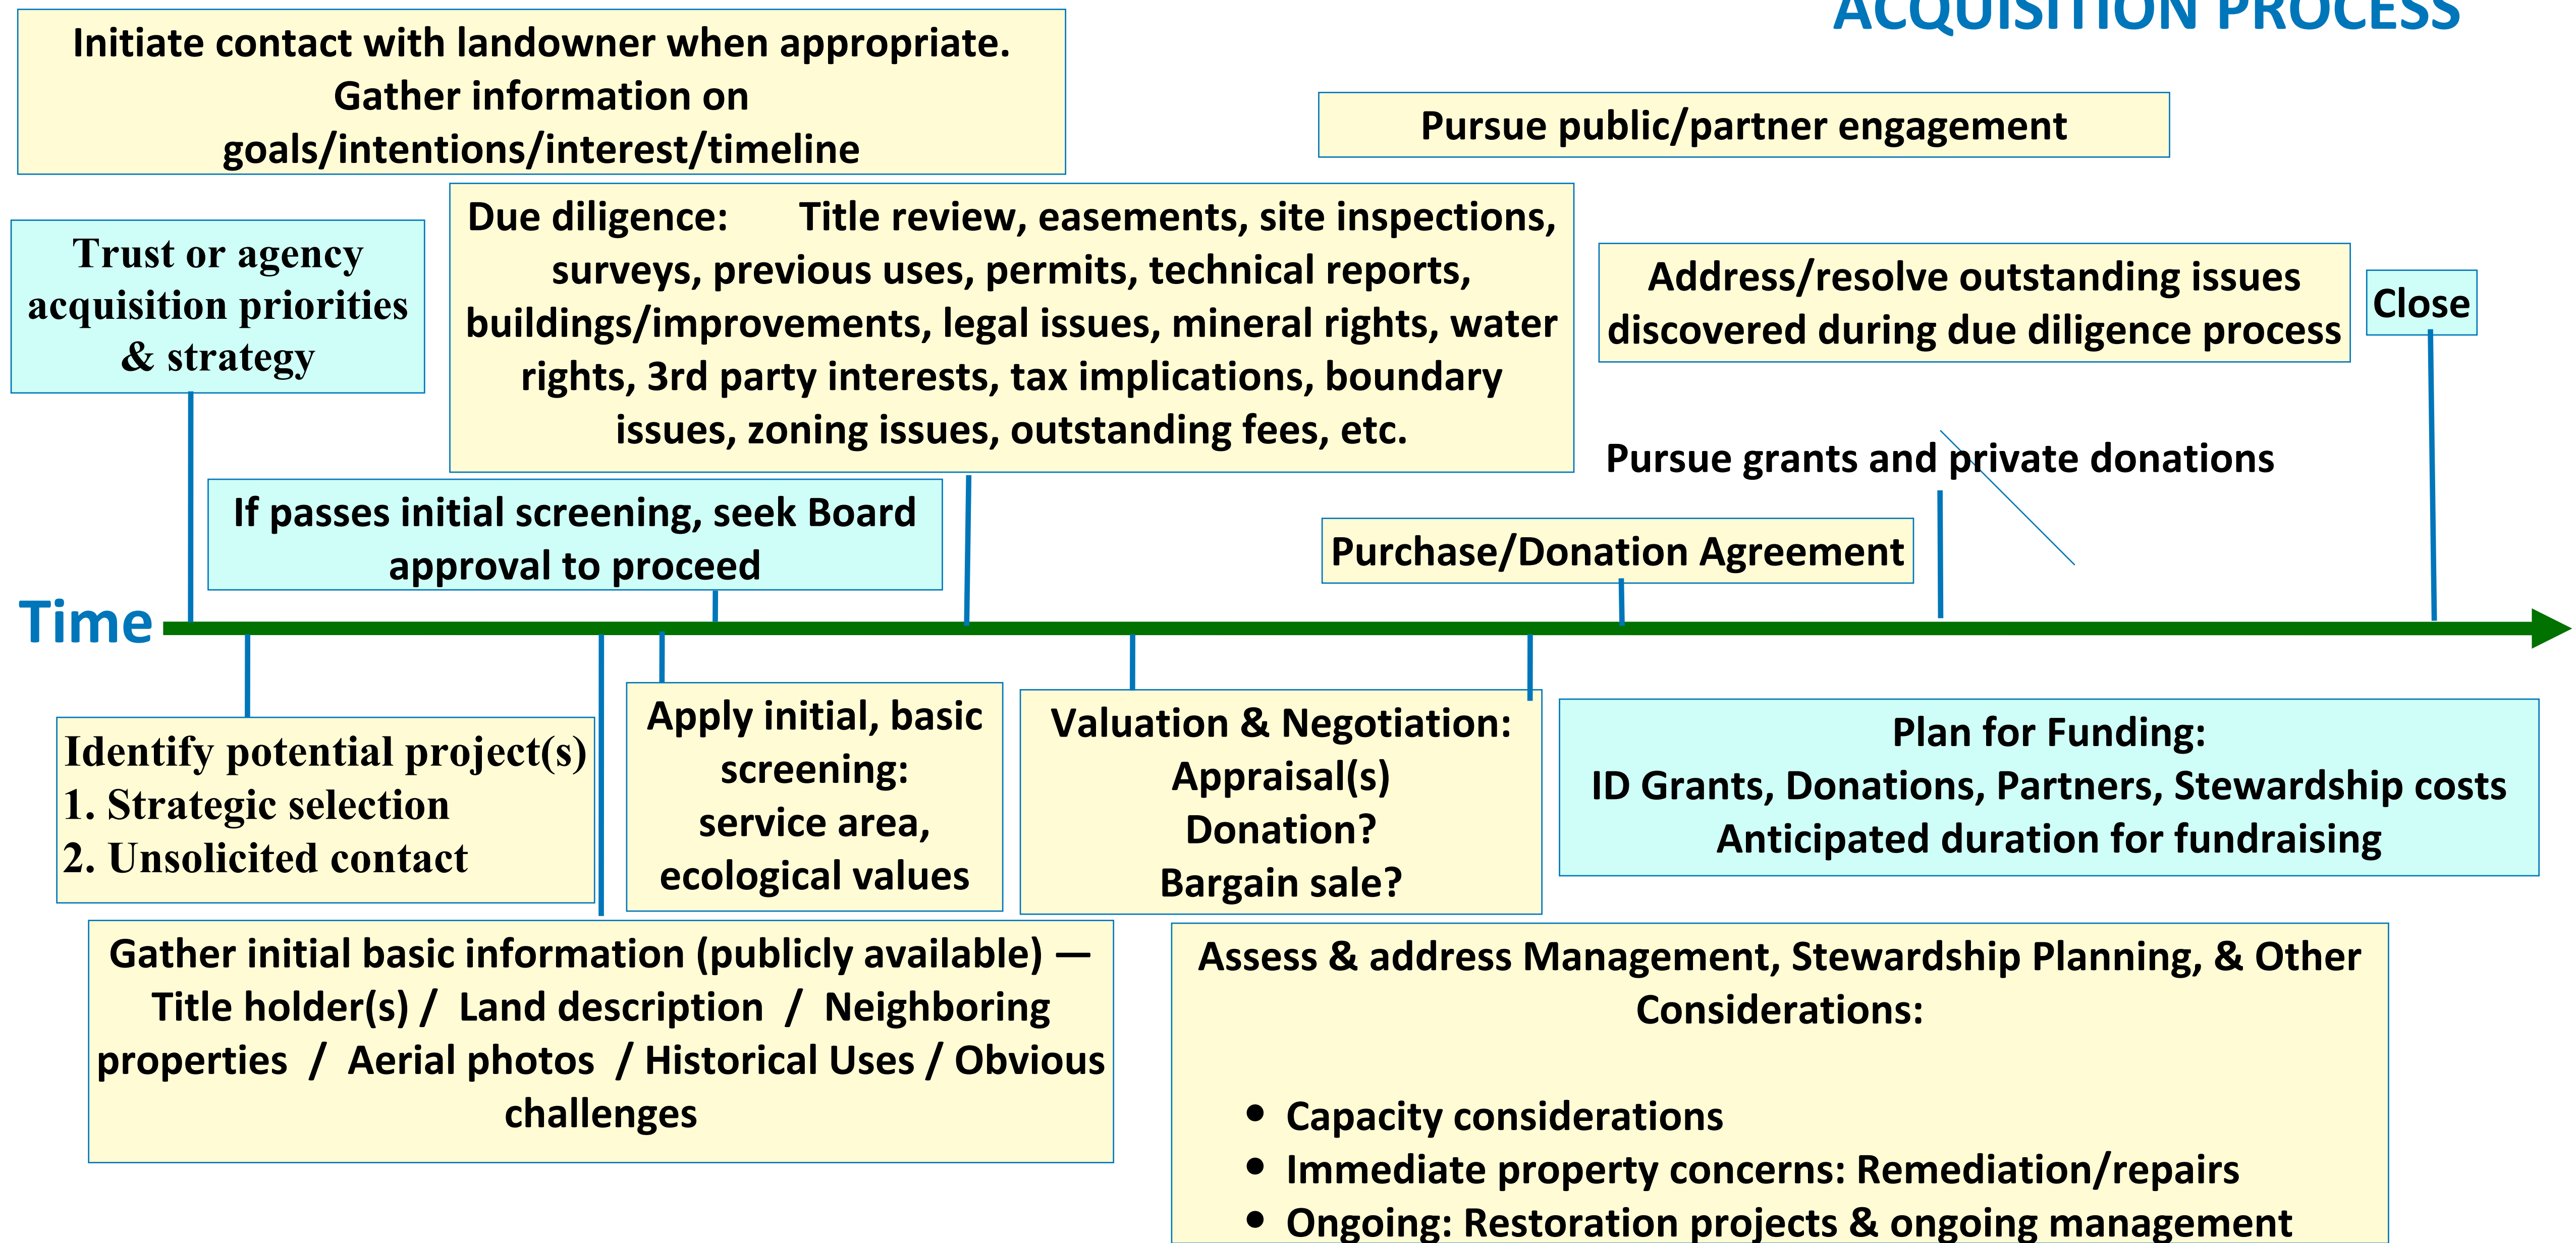 ACQUISITION PROCESS
Initiate contact with landowner when appropriate.
Gather information on
goals/intentions/interest/timeline
Pursue public/partner engagement
Trust or agency
acquisition priorities
& strategy
Due diligence: Title review, easements, site inspections,
surveys, previous uses, permits, technical reports,
buildings/improvements, legal issues, mineral rights, water
rights, 3rd party interests, tax implications, boundary
issues, zoning issues, outstanding fees, etc.
Address/resolve outstanding issues
discovered during due diligence process
Close
Pursue grants and private donations
If passes initial screening, seek Board
approval to proceed
Purchase/Donation Agreement
Time
Identify potential project(s)
1. Strategic selection
2. Unsolicited contact
Apply initial, basic
screening:
service area,
ecological values
Valuation & Negotiation:
Appraisal(s)
Donation?
Bargain sale?
Plan for Funding:
ID Grants, Donations, Partners, Stewardship costs
Anticipated duration for fundraising
Gather initial basic information (publicly available) —
Title holder(s) / Land description / Neighboring
properties / Aerial photos / Historical Uses / Obvious
challenges
Assess & address Management, Stewardship Planning, & Other
Considerations:
• Capacity considerations
• Immediate property concerns: Remediation/repairs
• Ongoing: Restoration projects & ongoing management